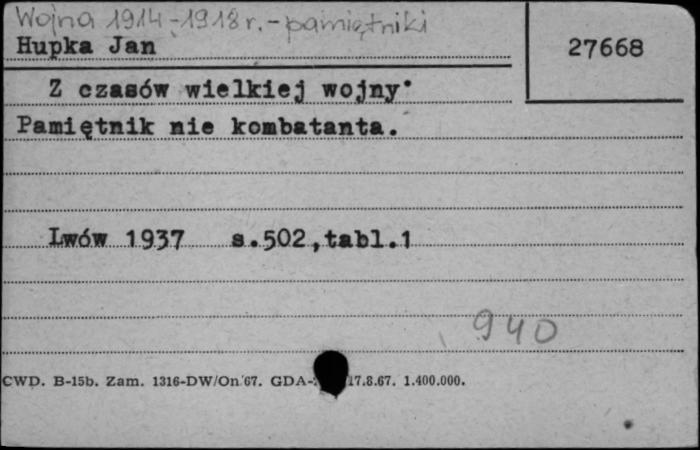 Wojna 1914-1918 r. - pamiętniki
Hupka Jan
27668
Z czasów wielkiej wojny.
Pamiętnik nie kombatanta.
Lwów 1937 s.502,tabl.1
940
CWD. B-15b. Zam. 1316-DW/On 67. GDA- 17.8.67. 1.400.000.